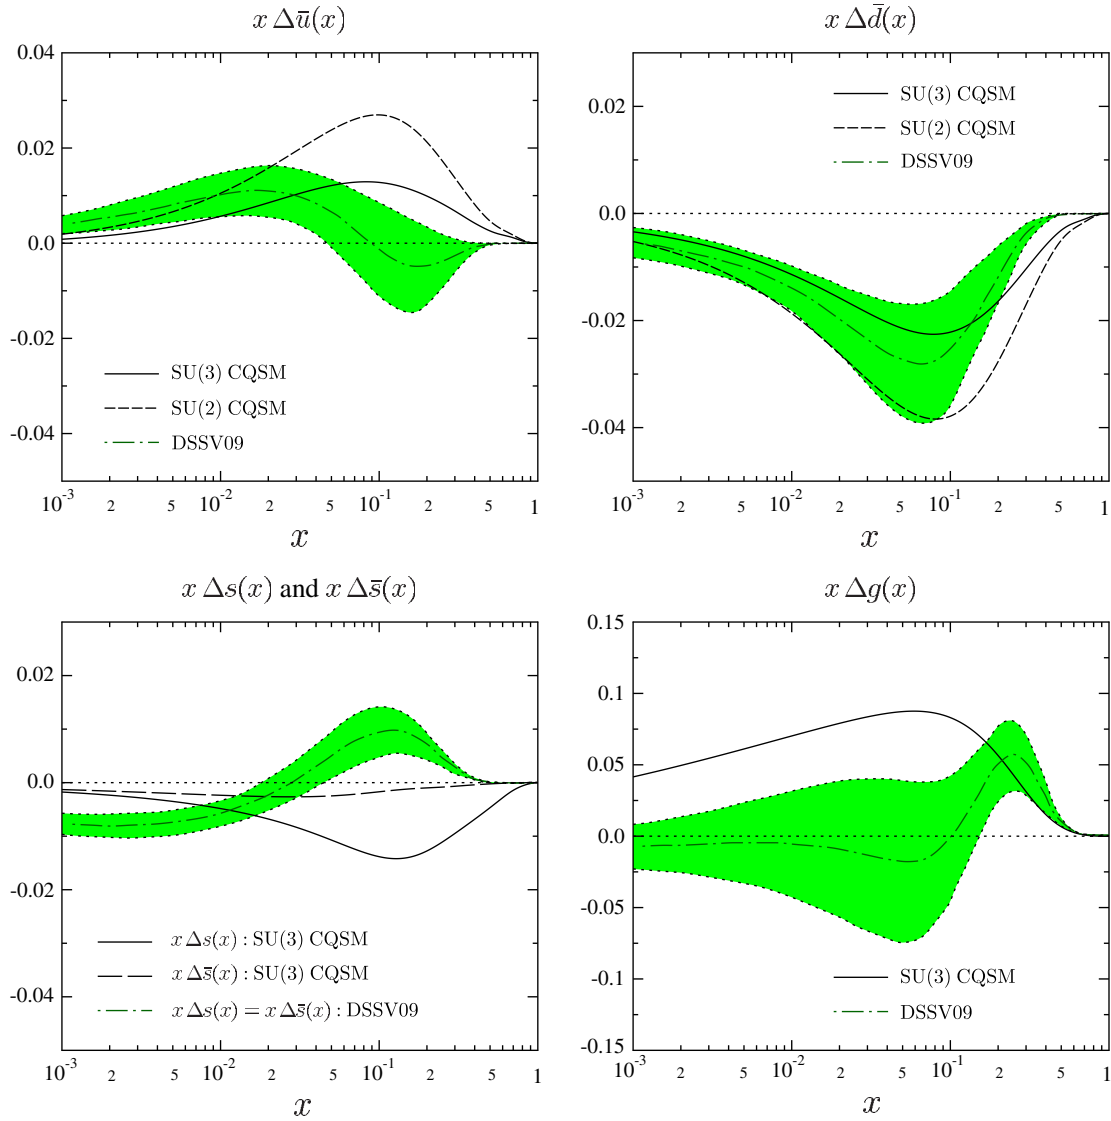 x Δū(x)
0.04
0.02
0.0
-0.02
-0.04
SU(3) CQSM
SU(2) CQSM
DSSV09
10⁻³ 5 10⁻² 2 5 10⁻¹ 2 5 1
x
x Δd̄(x)
0.02
0.0
-0.02
-0.04
SU(3) CQSM
SU(2) CQSM
DSSV09
10⁻³ 2 5 10⁻² 2 5 10⁻¹ 2 5 1
x
x Δs(x) and x Δs̄(x)
0.02
0.0
-0.02
-0.04
x Δs(x) : SU(3) CQSM
x Δs̄(x) : SU(3) CQSM
x Δs(x) = x Δs̄(x) : DSSV09
10⁻³ 2 5 10⁻² 2 5 10⁻¹ 2 5 1
x
x Δg(x)
0.15
0.1
0.05
0.0
-0.05
-0.1
-0.15
SU(3) CQSM
DSSV09
10⁻³ 2 5 10⁻² 2 5 10⁻¹ 2 5 1
x